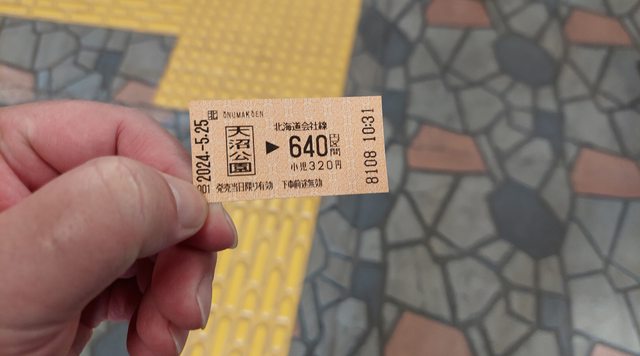 北 ŌNUMAKŌEN
2024.-5.25
大沼公園
北海道会社線
▶ 640円区間
小児320円
発売当日限り有効 下車前途無効
8108 10:31